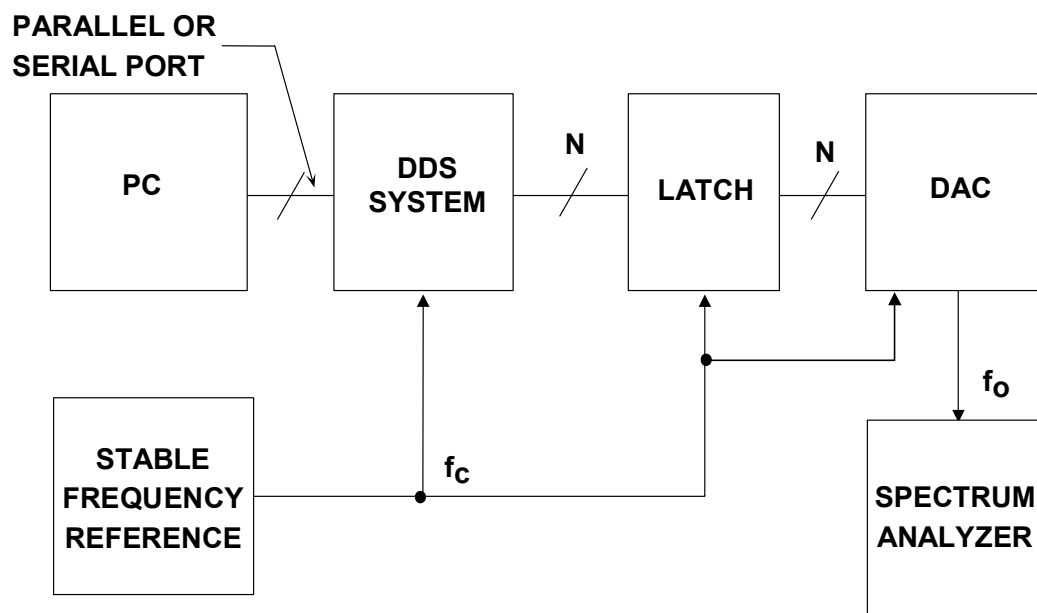 PARALLEL OR
SERIAL PORT
PC
DDS
SYSTEM
N
LATCH
N
DAC
fo
STABLE
FREQUENCY
REFERENCE
fc
SPECTRUM
ANALYZER